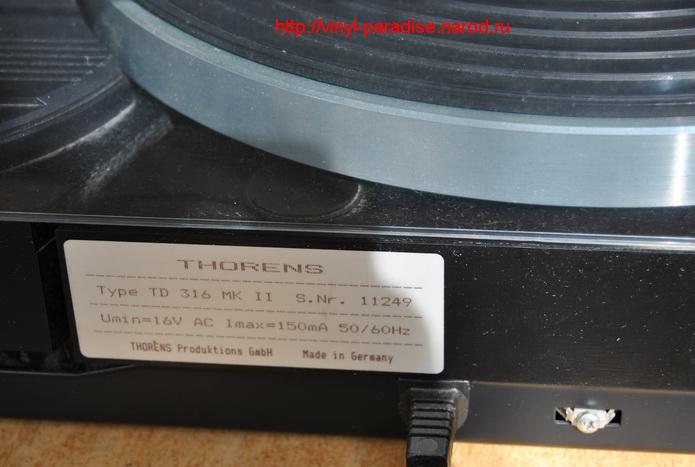 http://vinyl-paradise.narod.ru
THORENS
Type TD 316 MK II S.Nr. 11249
Umin=16V AC Imax=150mA 50/60Hz
THORENS Produktions GmbH Made in Germany